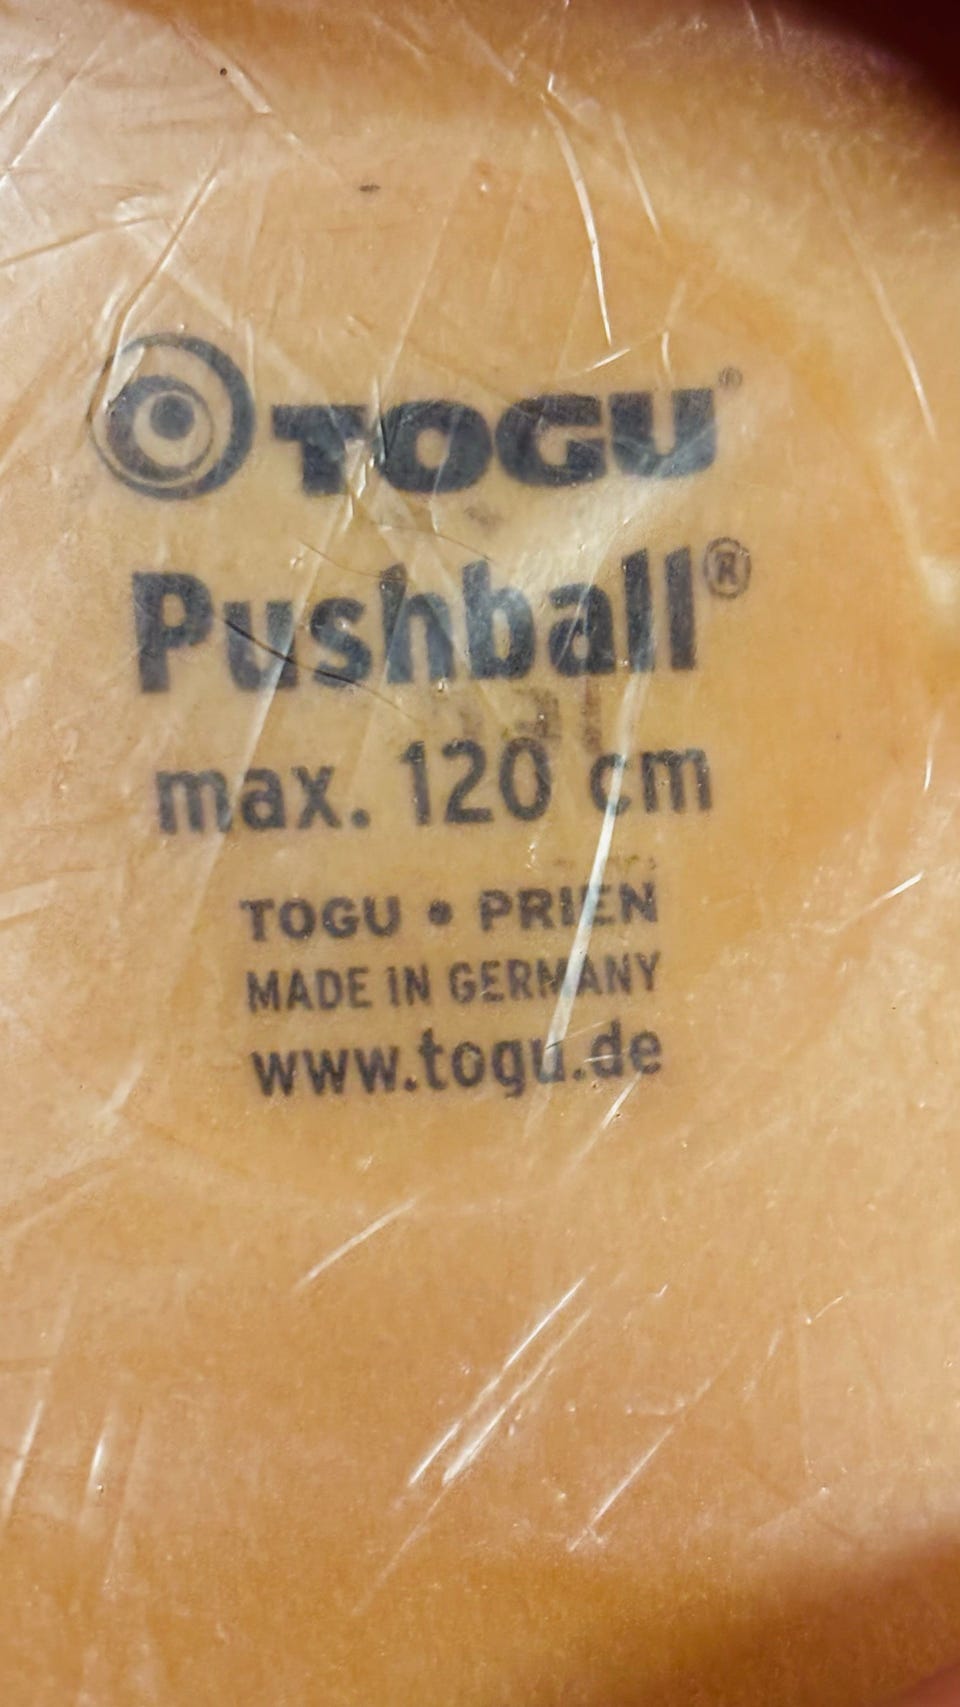 TOGU®
Pushball®
max. 120 cm
TOGU • PRIEN
MADE IN GERMANY
www.togu.de